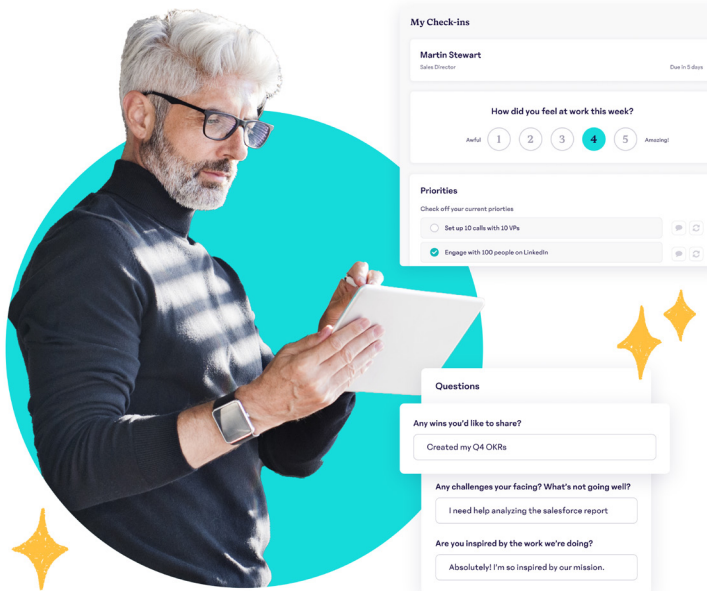 My Check-ins
Martin Stewart
Sales Director
Due in 5 days
How did you feel at work this week?
Awful 1 2 3 4 5 Amazing!
Priorities
Check off your current priorties
Set up 10 calls with 10 VPs
Engage with 100 people on LinkedIn
Questions
Any wins you'd like to share?
Created my Q4 OKRs
Any challenges your facing? What's not going well?
I need help analyzing the salesforce report
Are you inspired by the work we're doing?
Absolutely! I'm so inspired by our mission.